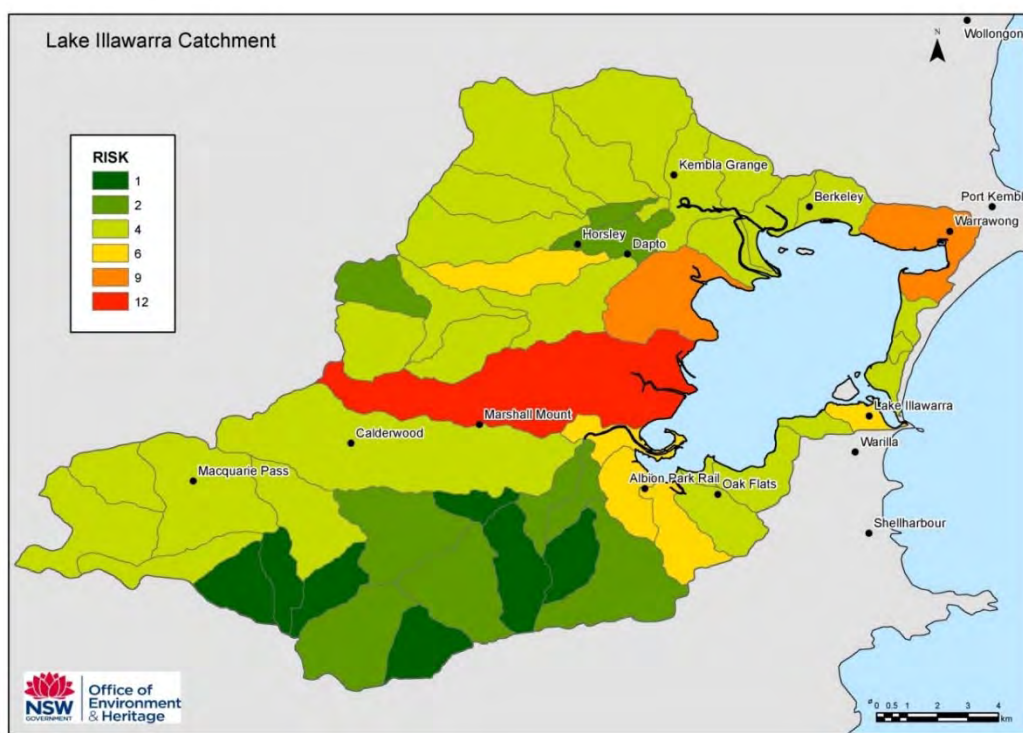 Lake Illawarra Catchment
N
Wollongon
RISK
1
2
4
6
9
12
Kembla Grange
Berkeley
Port Kembl
Warrawong
Horsley
Dapto
Marshall Mount
Lake Illawarra
Calderwood
Warilla
Macquarie Pass
Albion Park Rail
Oak Flats
Shellharbour
NSW
GOVERNMENT
Office of
Environment
& Heritage
0 0.5 1 2 3 4
km